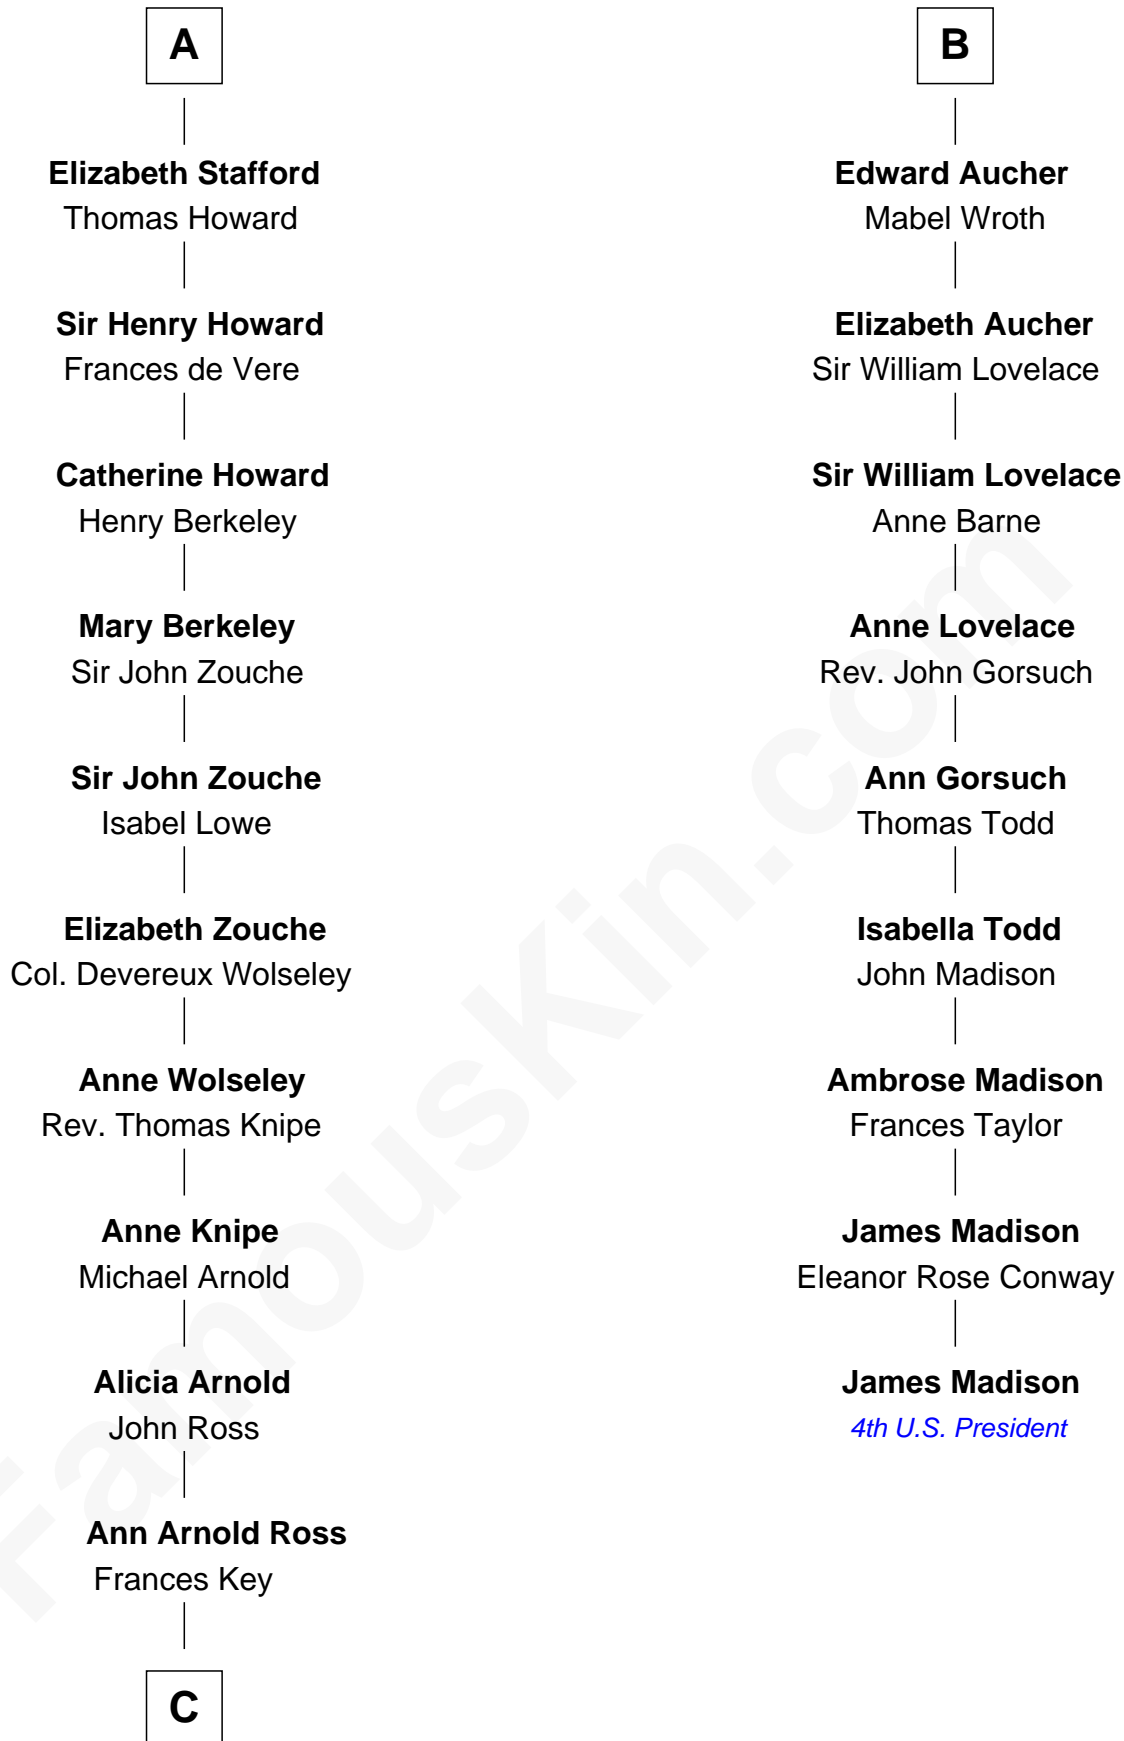 A
Elizabeth Stafford
Thomas Howard
Sir Henry Howard
Frances de Vere
Catherine Howard
Henry Berkeley
Mary Berkeley
Sir John Zouche
Sir John Zouche
Isabel Lowe
Elizabeth Zouche
Col. Devereux Wolseley
Anne Wolseley
Rev. Thomas Knipe
Anne Knipe
Michael Arnold
Alicia Arnold
John Ross
Ann Arnold Ross
Frances Key
C
B
Edward Aucher
Mabel Wroth
Elizabeth Aucher
Sir William Lovelace
Sir William Lovelace
Anne Barne
Anne Lovelace
Rev. John Gorsuch
Ann Gorsuch
Thomas Todd
Isabella Todd
John Madison
Ambrose Madison
Frances Taylor
James Madison
Eleanor Rose Conway
James Madison
4th U.S. President
FamousKin.com